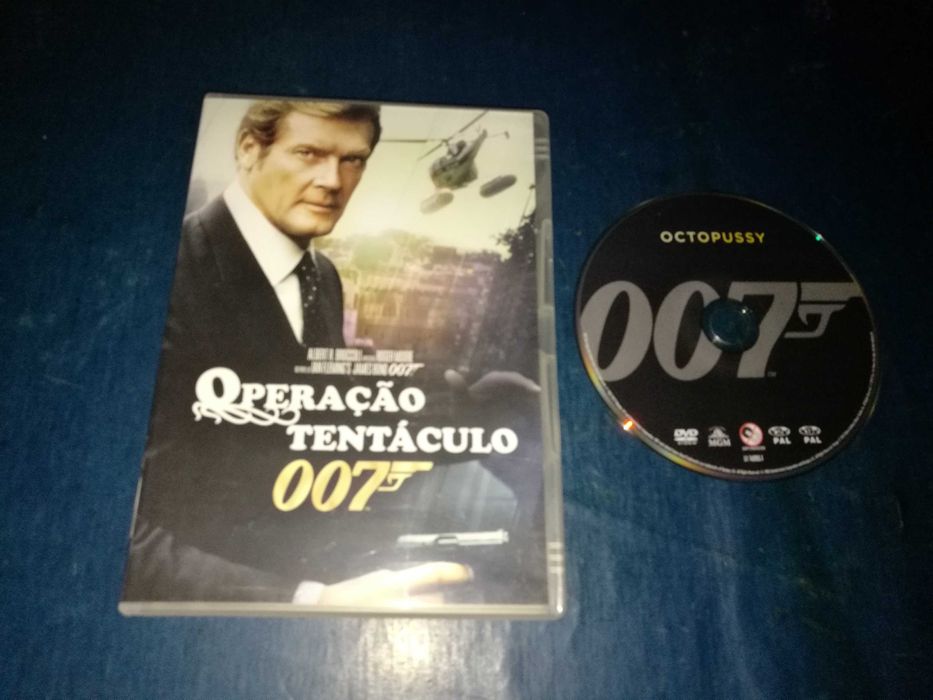 ALBERT R. BROCCOLI ROGER MOORE
IAN FLEMING'S JAMES BOND 007
OPERAÇÃO
TENTÁCULO
007
OCTOPUSSY
007
DVD
MGM
PAL
PAL